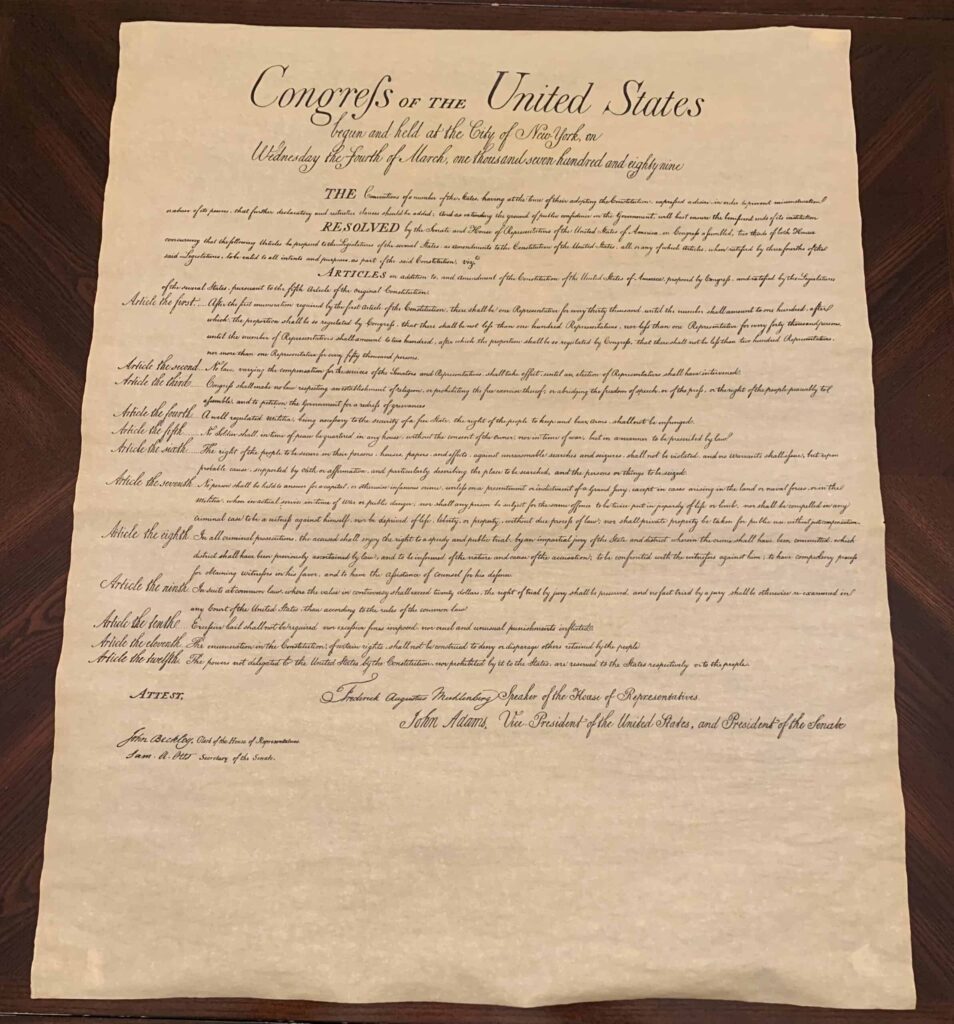 Congreſs OF THE United States
begun and held at the City of New York, on
Wednesday the Fourth of March, one thousand seven hundred and eighty nine
THE Conventions of a number of the States, having at the time of their adopting the Constitution, expreſsed a desire, in order to prevent misconstruction
or abuse of its powers, that further declaratory and restrictive clauses should be added: And as extending the ground of public confidence in the Government, will best ensure the beneficent ends of its institution
RESOLVED by the Senate and House of Representatives of the United States of America, in Congreſs aſsembled, two thirds of both Houses
concurring, that the following Articles be proposed to the Legislatures of the several States, as amendments to the Constitution of the United States, all or any of which Articles, when ratified by three fourths of the
said Legislatures, to be valid to all intents and purposes, as part of the said Constitution; vizt.
ARTICLES in addition to, and Amendment of the Constitution of the United States of America, proposed by Congreſs, and ratified by the Legislatures
of the several States, pursuant to the fifth Article of the original Constitution.
Article the first.... After the first enumeration required by the first Article of the Constitution, there shall be one Representative for every thirty thousand, until the number shall amount to one hundred, after
which, the proportion shall be so regulated by Congreſs, that there shall be not leſs than one hundred Representatives, nor leſs than one Representative for every forty thousand persons,
until the number of Representatives shall amount to two hundred, after which the proportion shall be so regulated by Congreſs, that there shall not be leſs than two hundred Representatives,
nor more than one Representative for every fifty thousand persons.
Article the second... No law, varying the compensation for the services of the Senators and Representatives, shall take effect, until an election of Representatives shall have intervened.
Article the third.... Congreſs shall make no law respecting an establishment of religion, or prohibiting the free exercise thereof; or abridging the freedom of speech, or of the preſs, or the right of the people peaceably to
aſsemble, and to petition the Government for a redreſs of grievances.
Article the fourth.. A well regulated Militia, being neceſsary to the security of a free State, the right of the people to keep and bear Arms, shall not be infringed.
Article the fifth..... No Soldier shall, in time of peace be quartered in any house, without the consent of the Owner, nor in time of war, but in a manner to be prescribed by law.
Article the sixth..... The right of the people to be secure in their persons, houses, papers, and effects, against unreasonable searches and seizures, shall not be violated, and no Warrants shall iſsue, but upon
probable cause, supported by Oath or affirmation, and particularly describing the place to be searched, and the persons or things to be seized.
Article the seventh. No person shall be held to answer for a capital, or otherwise infamous crime, unleſs on a presentment or indictment of a Grand Jury, except in cases arising in the land or naval forces, or in the
Militia, when in actual service in time of War or public danger; nor shall any person be subject for the same offence to be twice put in jeopardy of life or limb, nor shall be compelled in any
criminal case to be a witneſs against himself, nor be deprived of life, liberty, or property, without due proceſs of law; nor shall private property be taken for public use without just compensation.
Article the eighth. In all criminal prosecutions, the accused shall enjoy the right to a speedy and public trial, by an impartial jury of the State and district wherein the crime shall have been committed, which
district shall have been previously ascertained by law, and to be informed of the nature and cause of the accusation; to be confronted with the witneſses against him; to have compulsory proceſs
for obtaining witneſses in his favor, and to have the Aſsistance of counsel for his defence
Article the ninth. In suits at common law, where the value in controversy shall exceed twenty dollars, the right of trial by jury shall be preserved, and no fact tried by a jury, shall be otherwise re examined in
any Court of the United States, than according to the rules of the common law
Article the tenth... Exceſsive bail shall not be required nor exceſsive fines imposed, nor cruel and unusual punishments inflicted.
Article the eleventh. The enumeration in the Constitution, of certain rights, shall not be construed to deny or disparage others retained by the people
Article the twelfth. The powers not delegated to the United States by the Constitution, nor prohibited by it to the States, are reserved to the States respectively, or to the people.
ATTEST,
Frederick Augustus Muhlenberg Speaker of the House of Representatives.
John Adams, Vice President of the United States, and President of the Senate
John Beckley, Clerk of the House of Representatives.
Sam. A. Otis Secretary of the Senate.